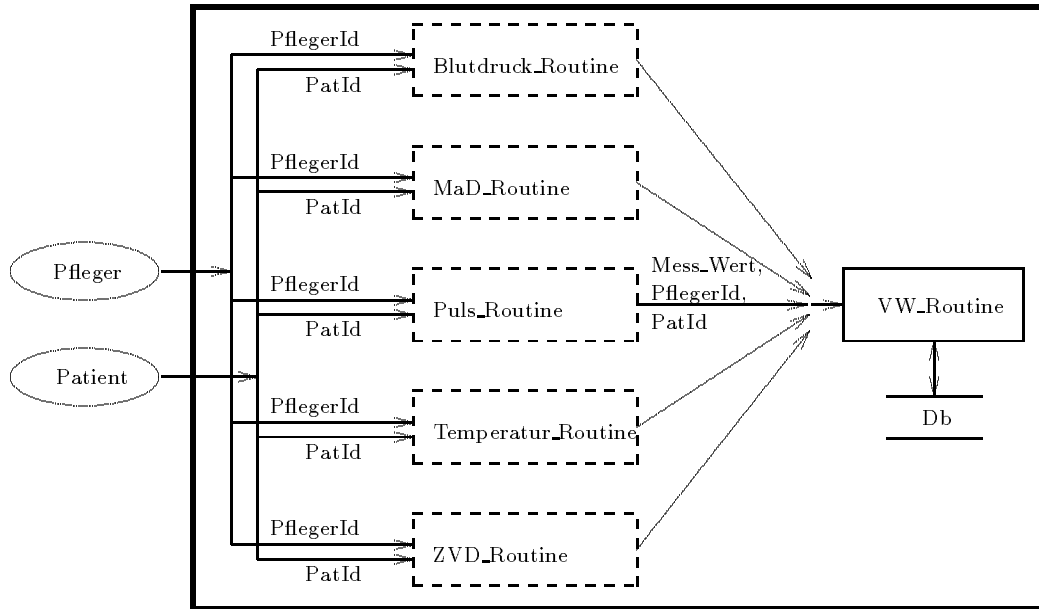 PflegerId
Blutdruck_Routine
PatId
PflegerId
MaD_Routine
PatId
Pfleger
PflegerId
Puls_Routine
PatId
Mess_Wert,
PflegerId,
PatId
VW_Routine
Patient
PflegerId
Temperatur_Routine
PatId
Db
PflegerId
ZVD_Routine
PatId